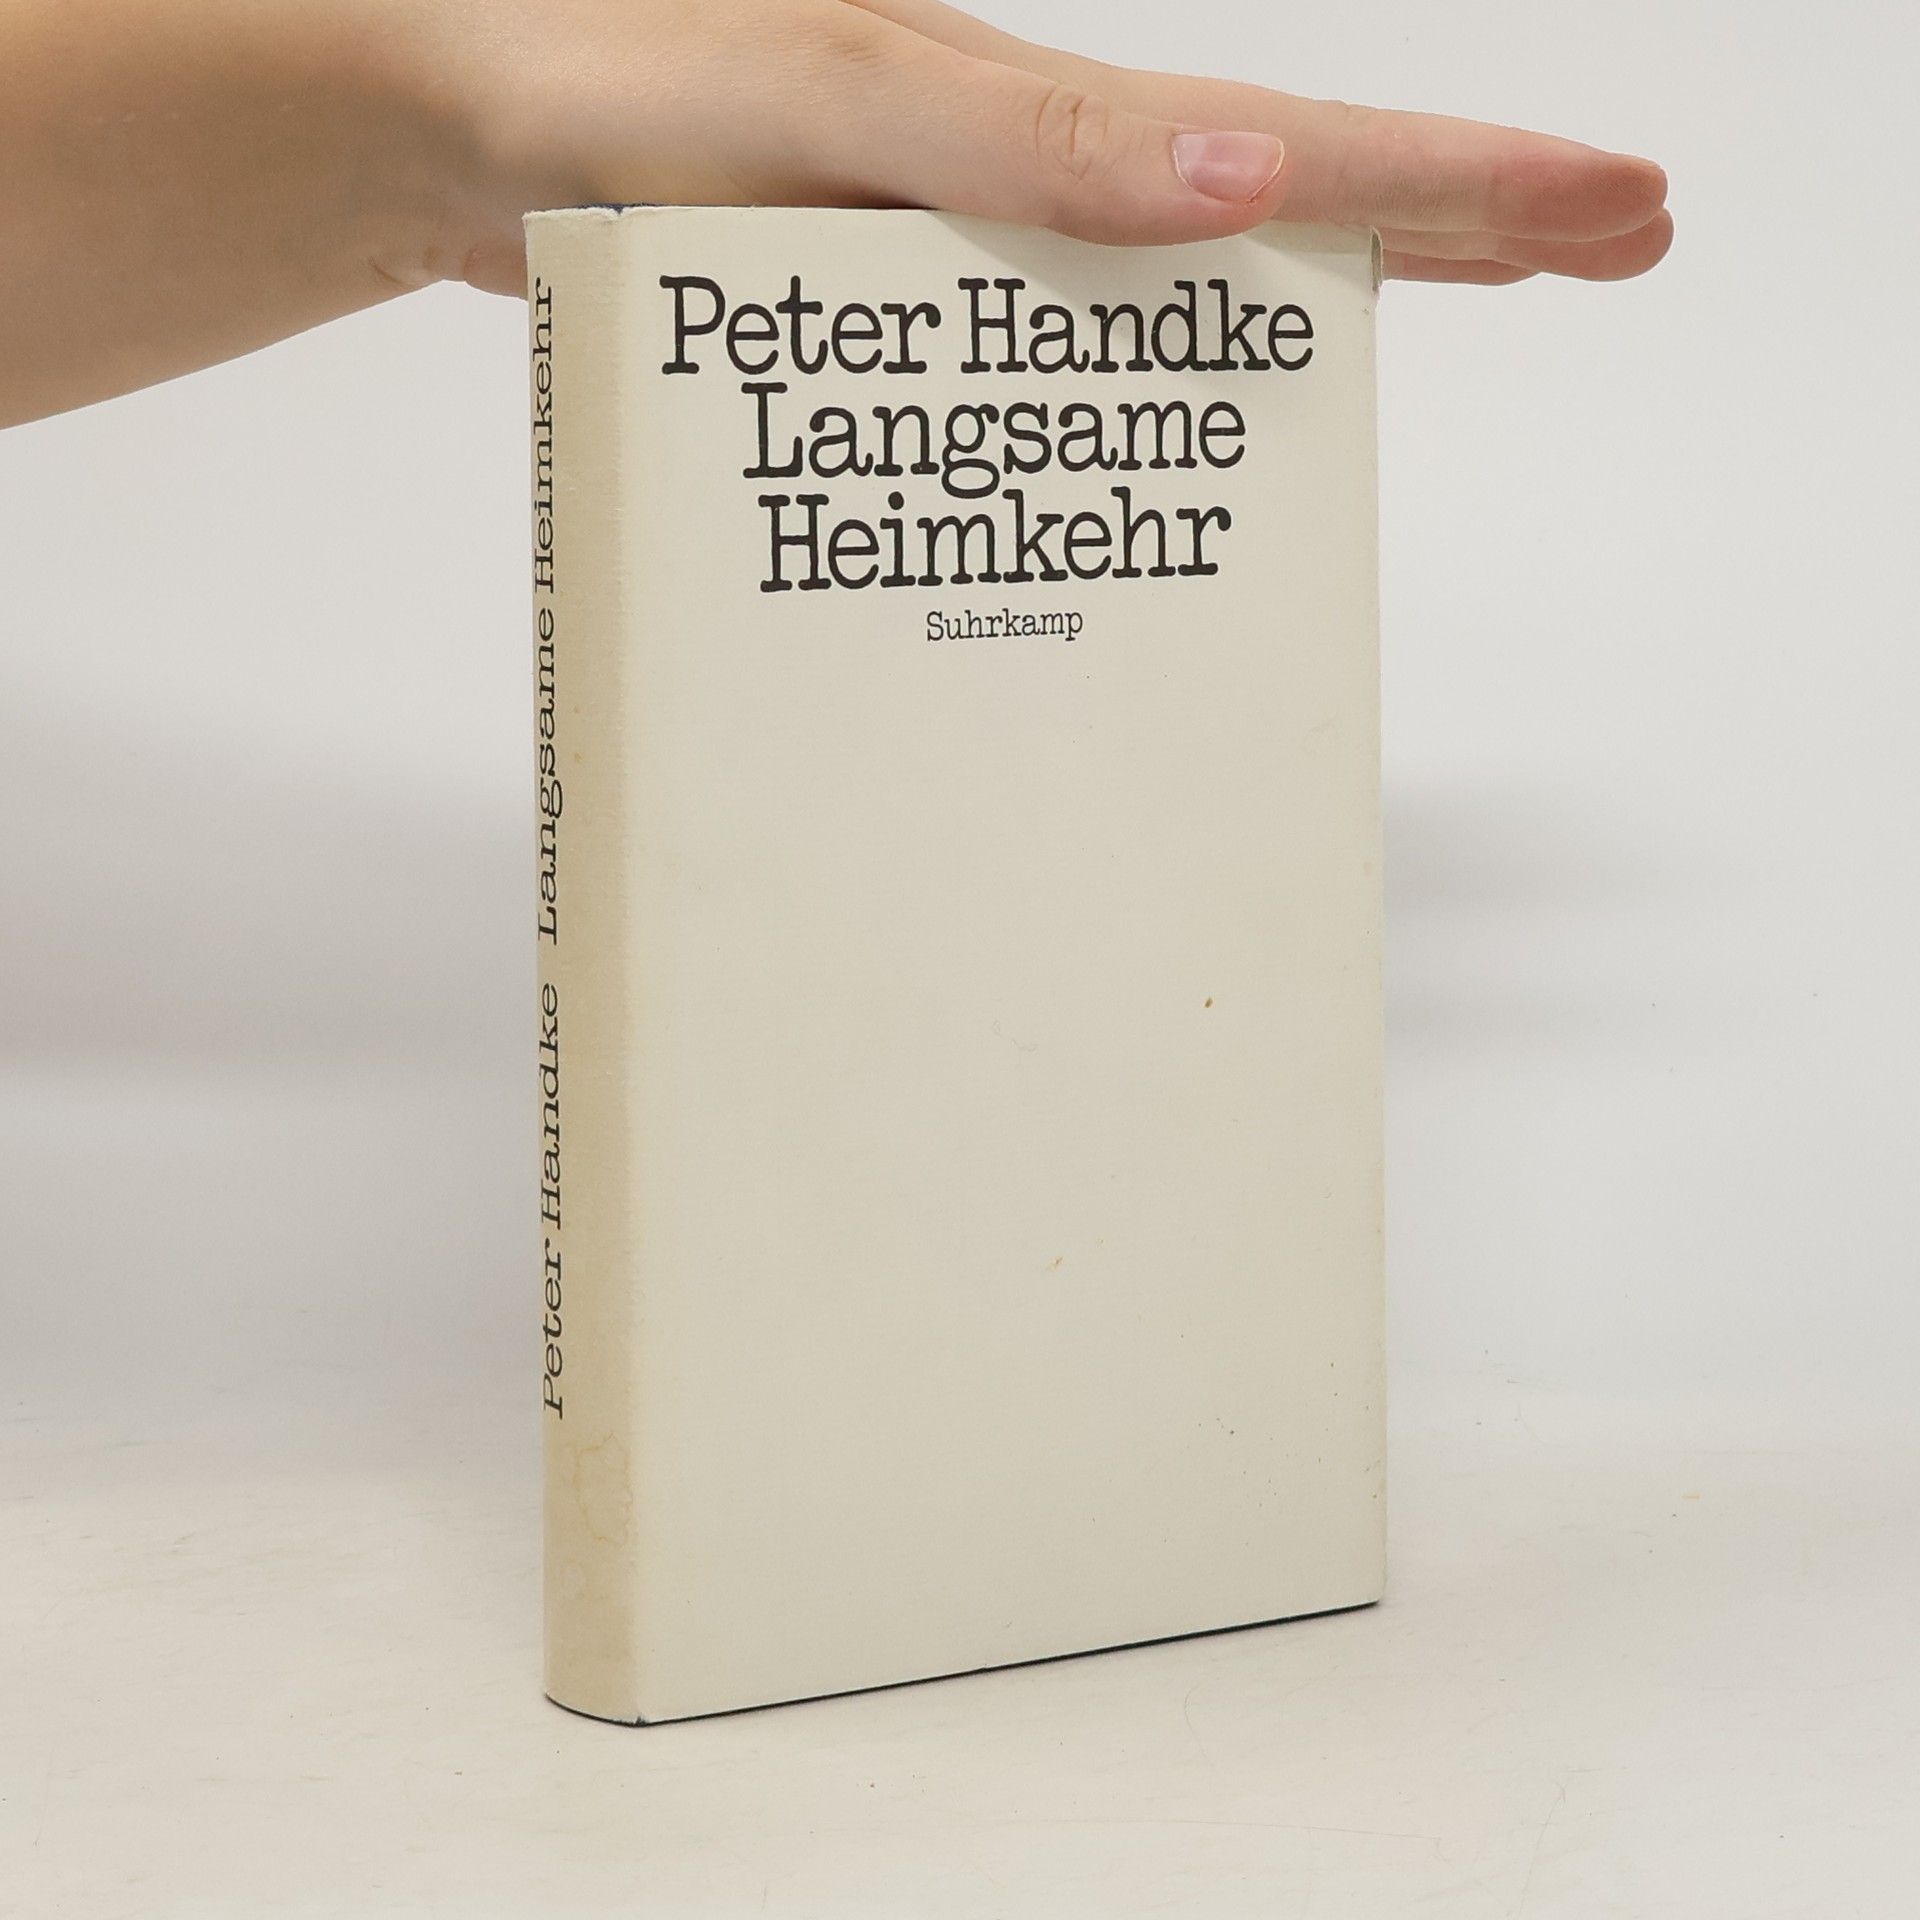 Peter Handke
Langsame
Heimkehr
Suhrkamp
Peter Handke Langsame Heimkehr